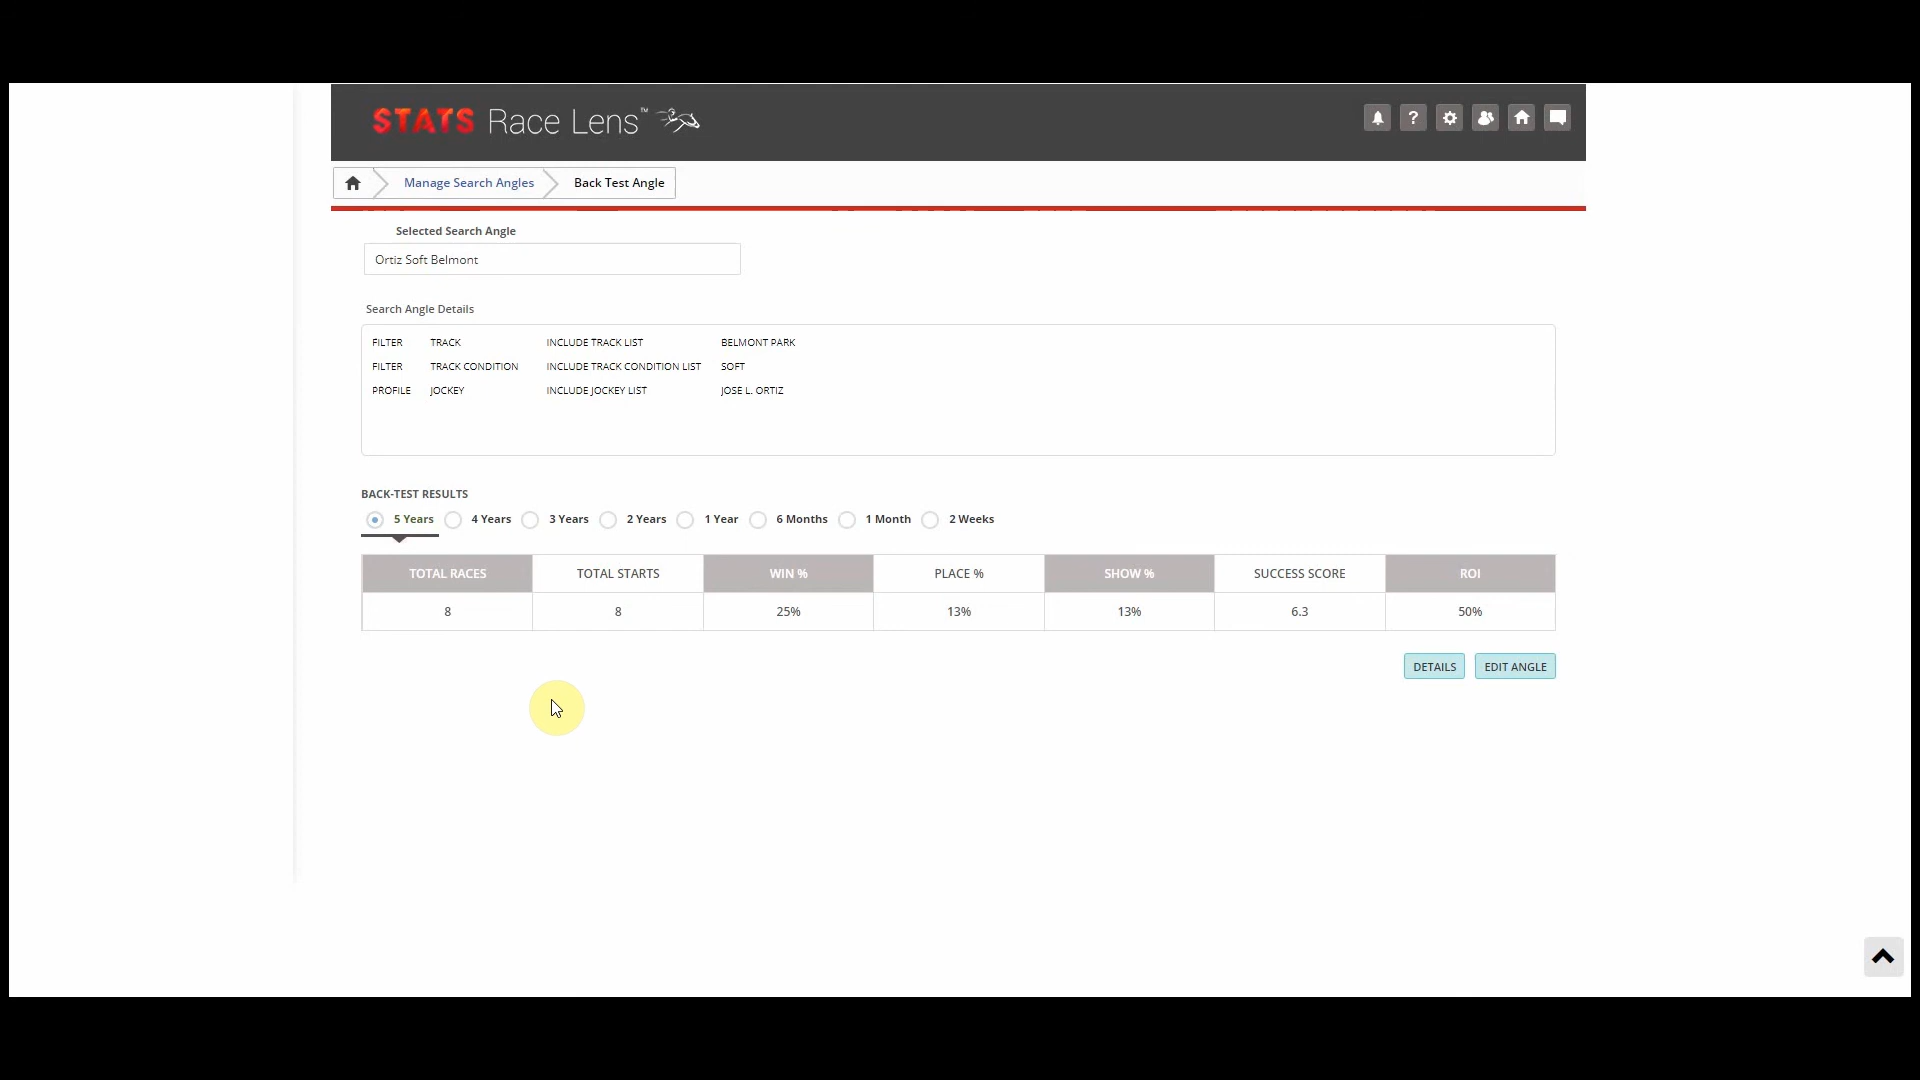 STATS Race Lens™
?
Manage Search Angles Back Test Angle
Selected Search Angle
Ortiz Soft Belmont
Search Angle Details
FILTER TRACK INCLUDE TRACK LIST BELMONT PARK
FILTER TRACK CONDITION INCLUDE TRACK CONDITION LIST SOFT
PROFILE JOCKEY INCLUDE JOCKEY LIST JOSE L. ORTIZ
BACK-TEST RESULTS
5 Years 4 Years 3 Years 2 Years 1 Year 6 Months 1 Month 2 Weeks
TOTAL RACES TOTAL STARTS WIN % PLACE % SHOW % SUCCESS SCORE ROI
8 8 25% 13% 13% 6.3 50%
DETAILS EDIT ANGLE